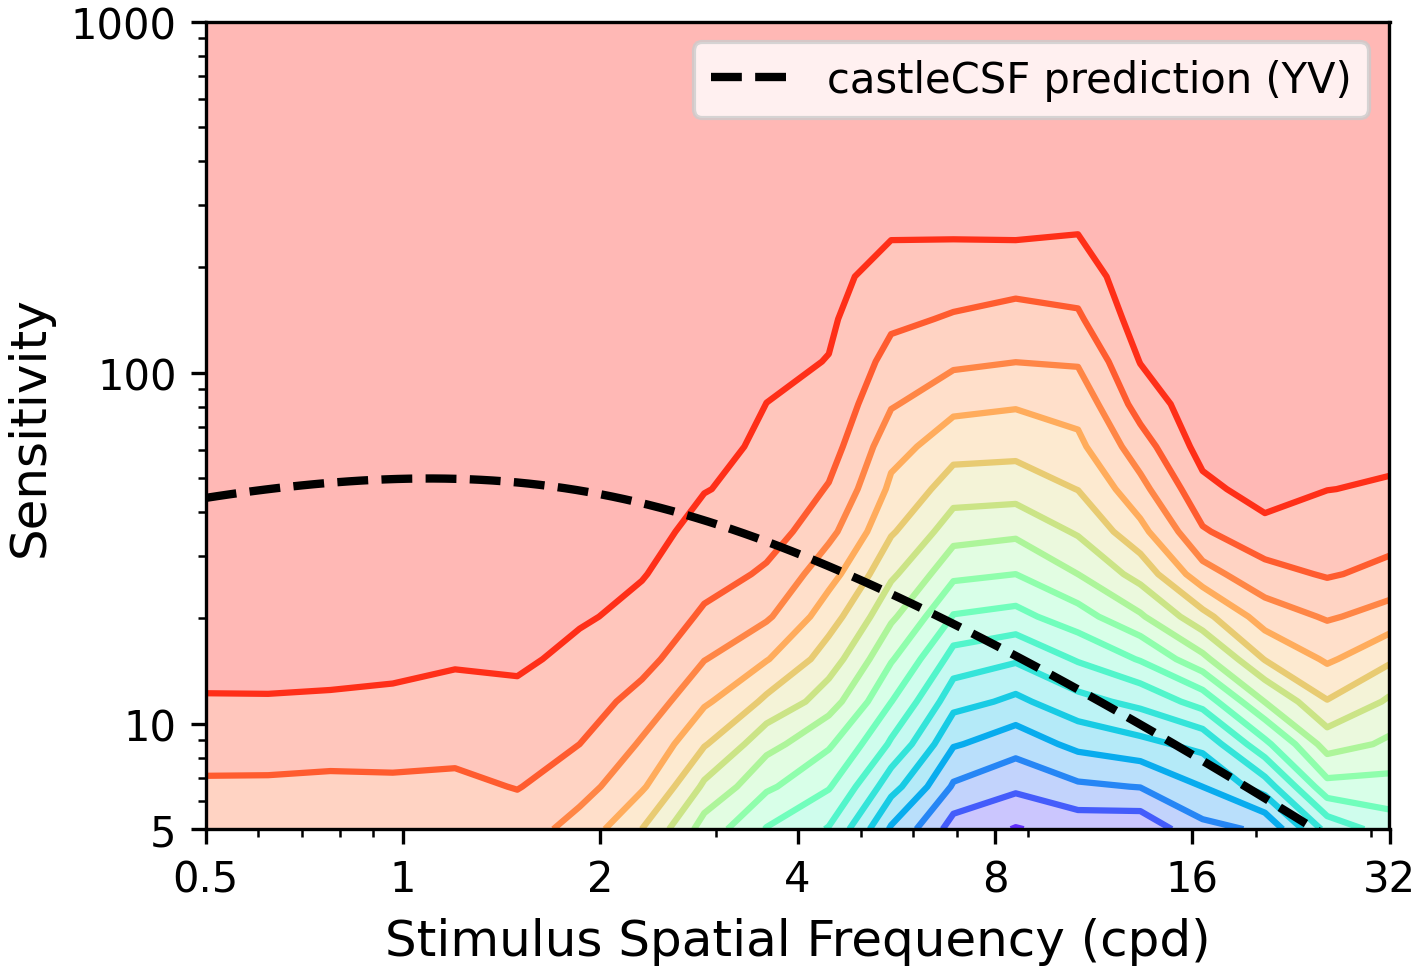 1000
castleCSF prediction (YV)
100
Sensitivity
10
5
0.5 1 2 4 8 16 32
Stimulus Spatial Frequency (cpd)